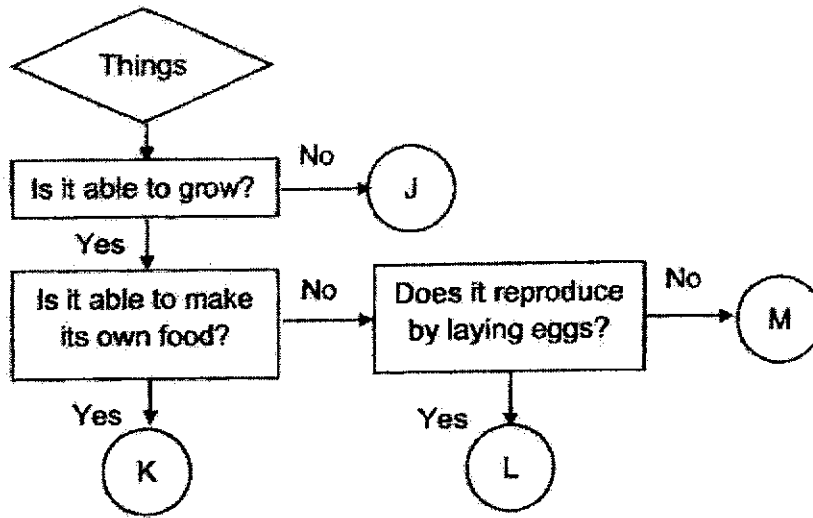 Things
Is it able to grow?
No
J
Yes
Is it able to make
its own food?
No
Does it reproduce
by laying eggs?
No
M
Yes
K
Yes
L